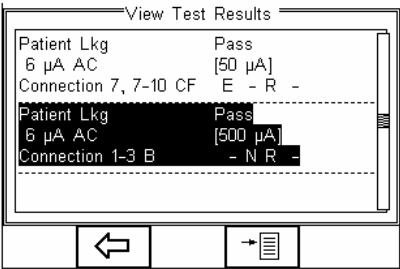 View Test Results
Patient Lkg Pass
6 µA AC [50 µA]
Connection 7, 7-10 CF E - R -
Patient Lkg Pass
6 µA AC [500 µA]
Connection 1-3 B - N R -